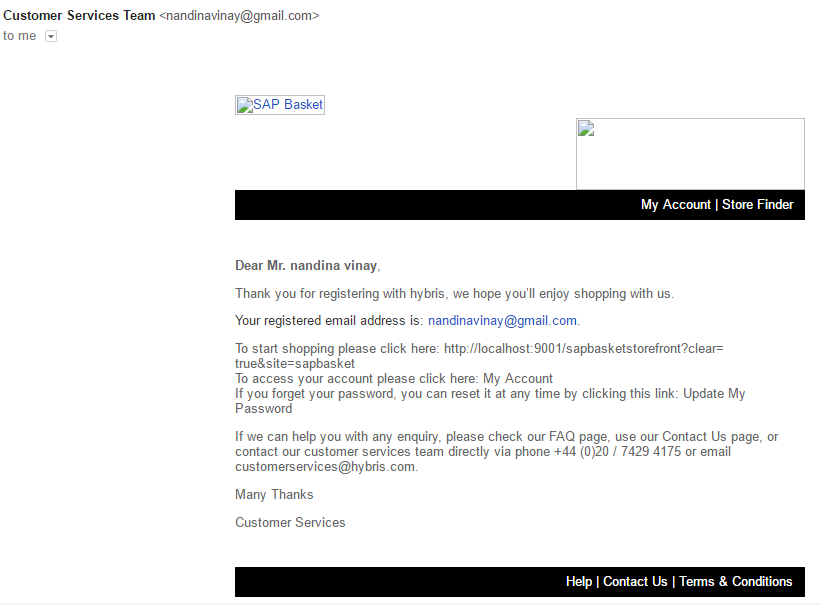 Customer Services Team <nandinavinay@gmail.com>
to me
SAP Basket
My Account | Store Finder
Dear Mr. nandina vinay,
Thank you for registering with hybris, we hope you'll enjoy shopping with us.
Your registered email address is: nandinavinay@gmail.com.
To start shopping please click here: http://localhost:9001/sapbasketstorefront?clear=
true&site=sapbasket
To access your account please click here: My Account
If you forget your password, you can reset it at any time by clicking this link: Update My
Password
If we can help you with any enquiry, please check our FAQ page, use our Contact Us page, or
contact our customer services team directly via phone +44 (0)20 / 7429 4175 or email
customerservices@hybris.com.
Many Thanks
Customer Services
Help | Contact Us | Terms & Conditions